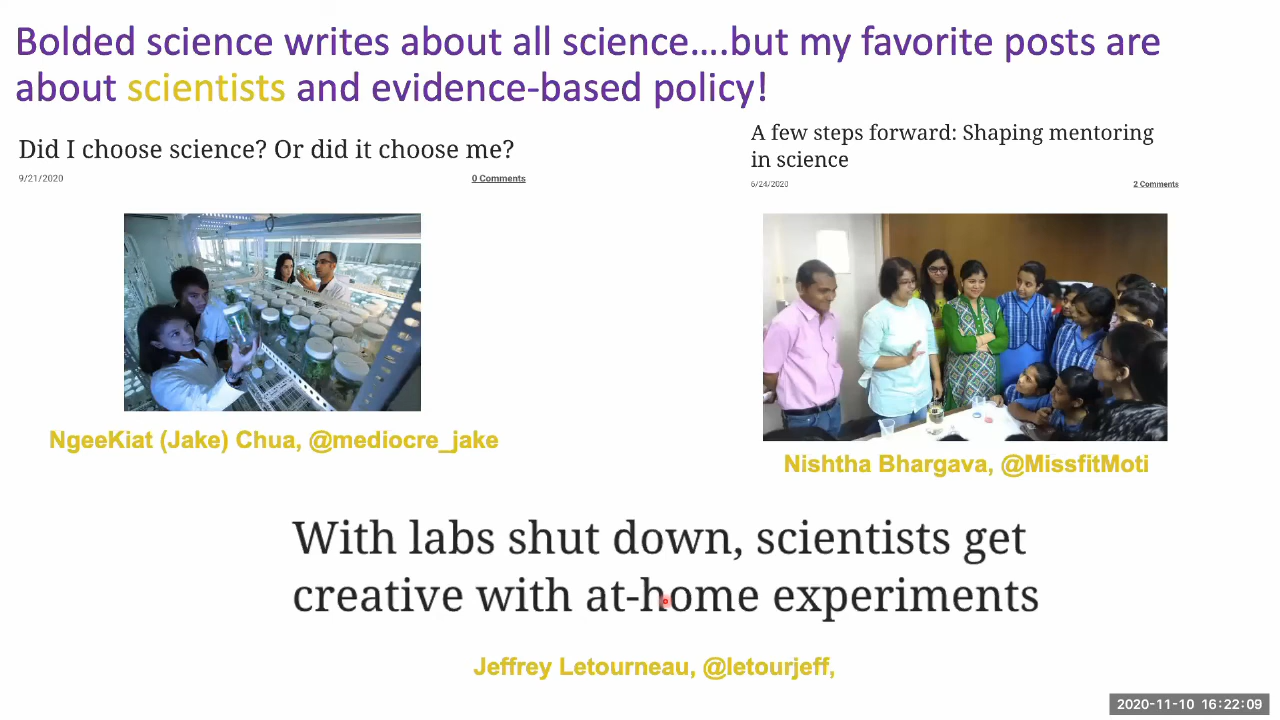 Bolded science writes about all science….but my favorite posts are
about scientists and evidence-based policy!
Did I choose science? Or did it choose me?
9/21/2020
0 Comments
A few steps forward: Shaping mentoring
in science
6/24/2020
2 Comments
NgeeKiat (Jake) Chua, @mediocre_jake
Nishtha Bhargava, @MissfitMoti
With labs shut down, scientists get
creative with at-home experiments
Jeffrey Letourneau, @letourjeff,
2020-11-10 16:22:09